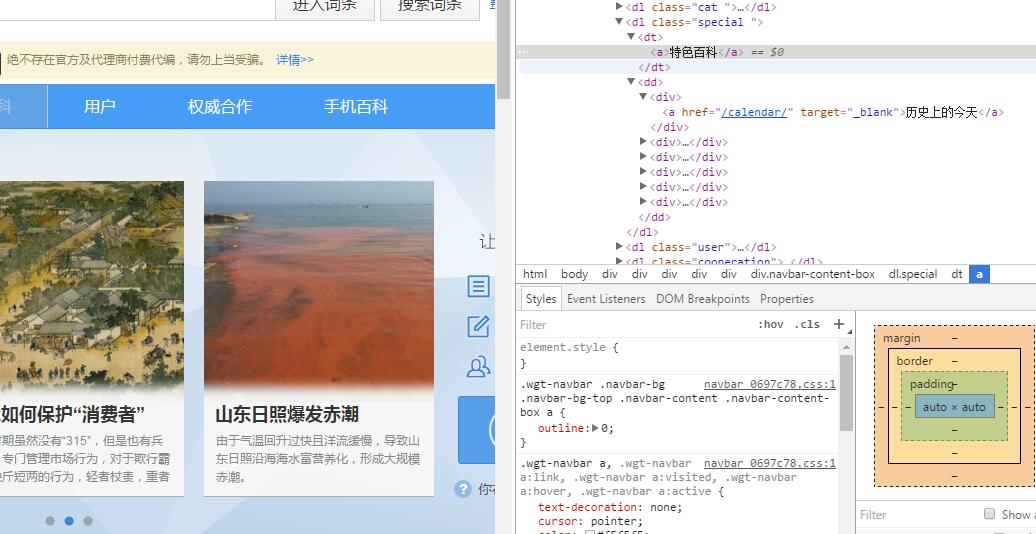 进入词条 搜索词条
绝不存在官方及代理商付费代编，请勿上当受骗。 详情>>
科 用户 权威合作 手机百科
让
如何保护“消费者”
时期虽然没有“315”，但是也有兵
专门管理市场行为，对于欺行霸
缺斤短两的行为，轻者杖责，重者
山东日照爆发赤潮
由于气温回升过快且洋流缓慢，导致山
东日照沿海海水富营养化，形成大规模
赤潮。
? 你
<dl class="cat ">…</dl>
<dl class="special ">
<dt>
… <a>特色百科</a> == $0
</dt>
<dd>
<div>
<a href="/calendar/" target="_blank">历史上的今天</a>
</div>
<div>…</div>
<div>…</div>
<div>…</div>
<div>…</div>
<div>…</div>
</dd>
</dl>
<dl class="user">…</dl>
<dl class="cooperation">…</dl>
html body div div div div div div.navbar-content-box dl.special dt a
Styles Event Listeners DOM Breakpoints Properties
Filter :hov .cls +
element.style {
}
.wgt-navbar .navbar-bg navbar_0697c78.css:1
.navbar-bg-top .navbar-content .navbar-content-
box a {
outline: 0;
}
.wgt-navbar a, .wgt-navbar navbar_0697c78.css:1
a:link, .wgt-navbar a:visited, .wgt-navbar
a:hover, .wgt-navbar a:active {
text-decoration: none;
cursor: pointer;
color: #f5f5f5;
margin –
border –
padding –
– – – auto × auto – – –
–
–
–
Filter Show a